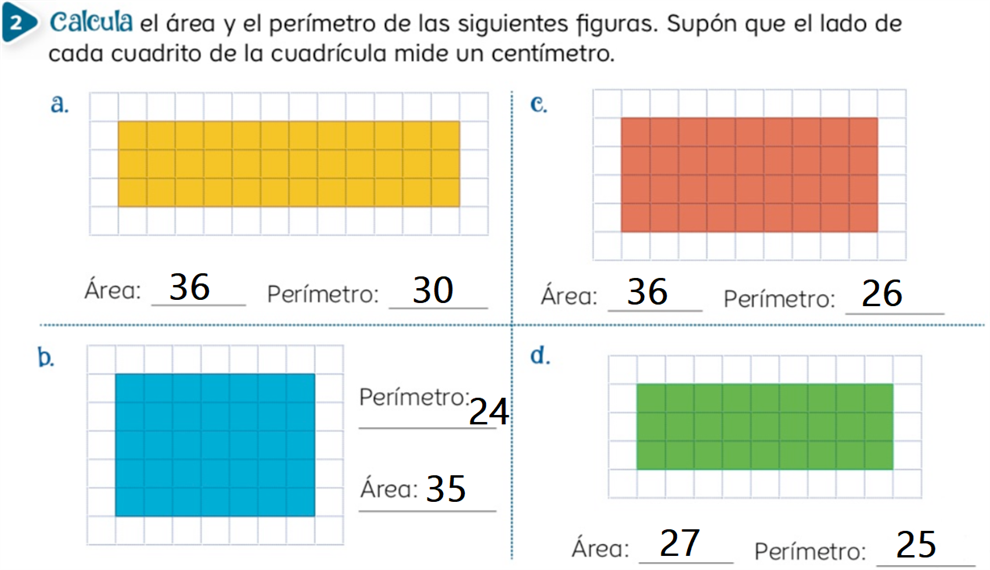 2 Calcula el área y el perímetro de las siguientes figuras. Supón que el lado de
cada cuadrito de la cuadrícula mide un centímetro.
a.
Área: 36 Perímetro: 30
c.
Área: 36 Perímetro: 26
b.
Perímetro: 24
Área: 35
d.
Área: 27 Perímetro: 25